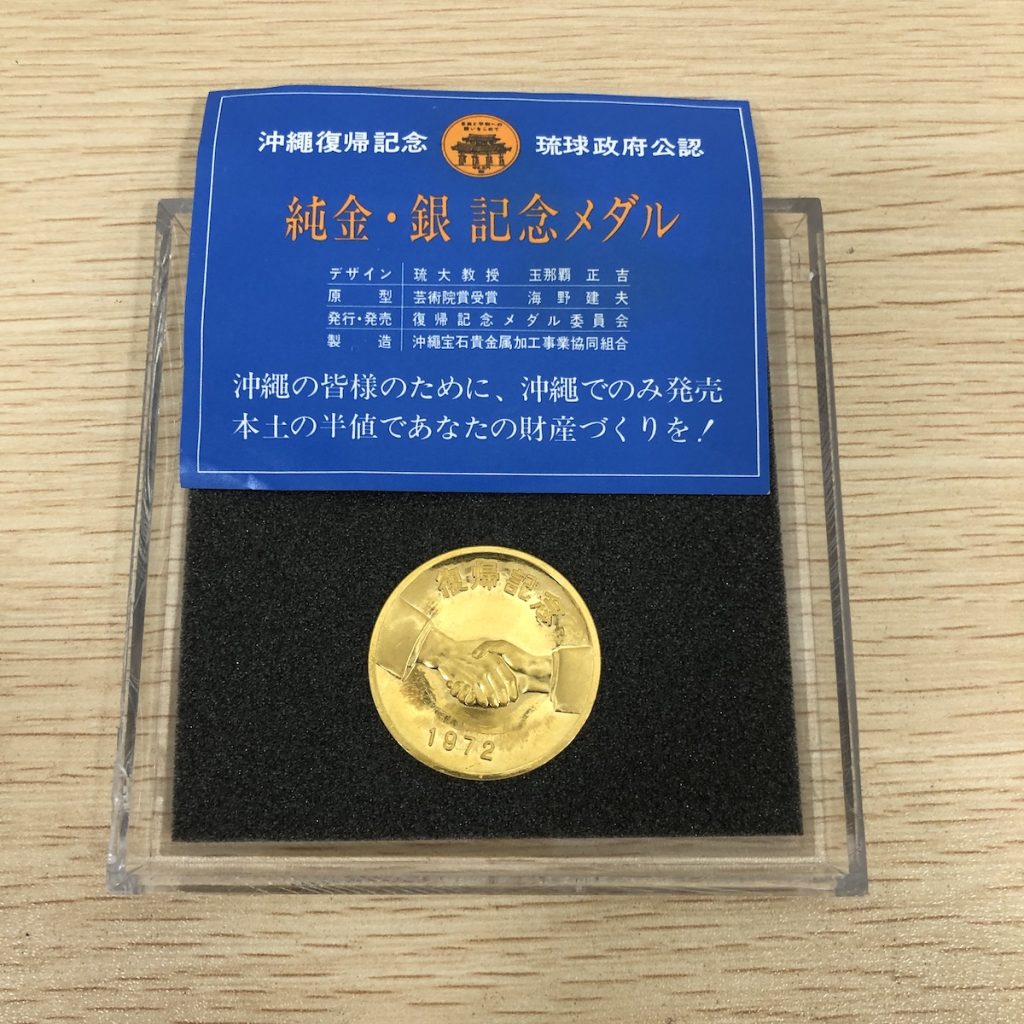 沖繩復帰記念 琉球政府公認
純金・銀 記念メダル
デザイン 琉大教授 玉那覇正吉
原型 芸術院賞受賞 海野建夫
発行・発売 復帰記念メダル委員会
製造 沖繩宝石貴金属加工事業協同組合
沖繩の皆様のために、沖繩でのみ発売
本土の半値であなたの財産づくりを!
復帰記念
1972